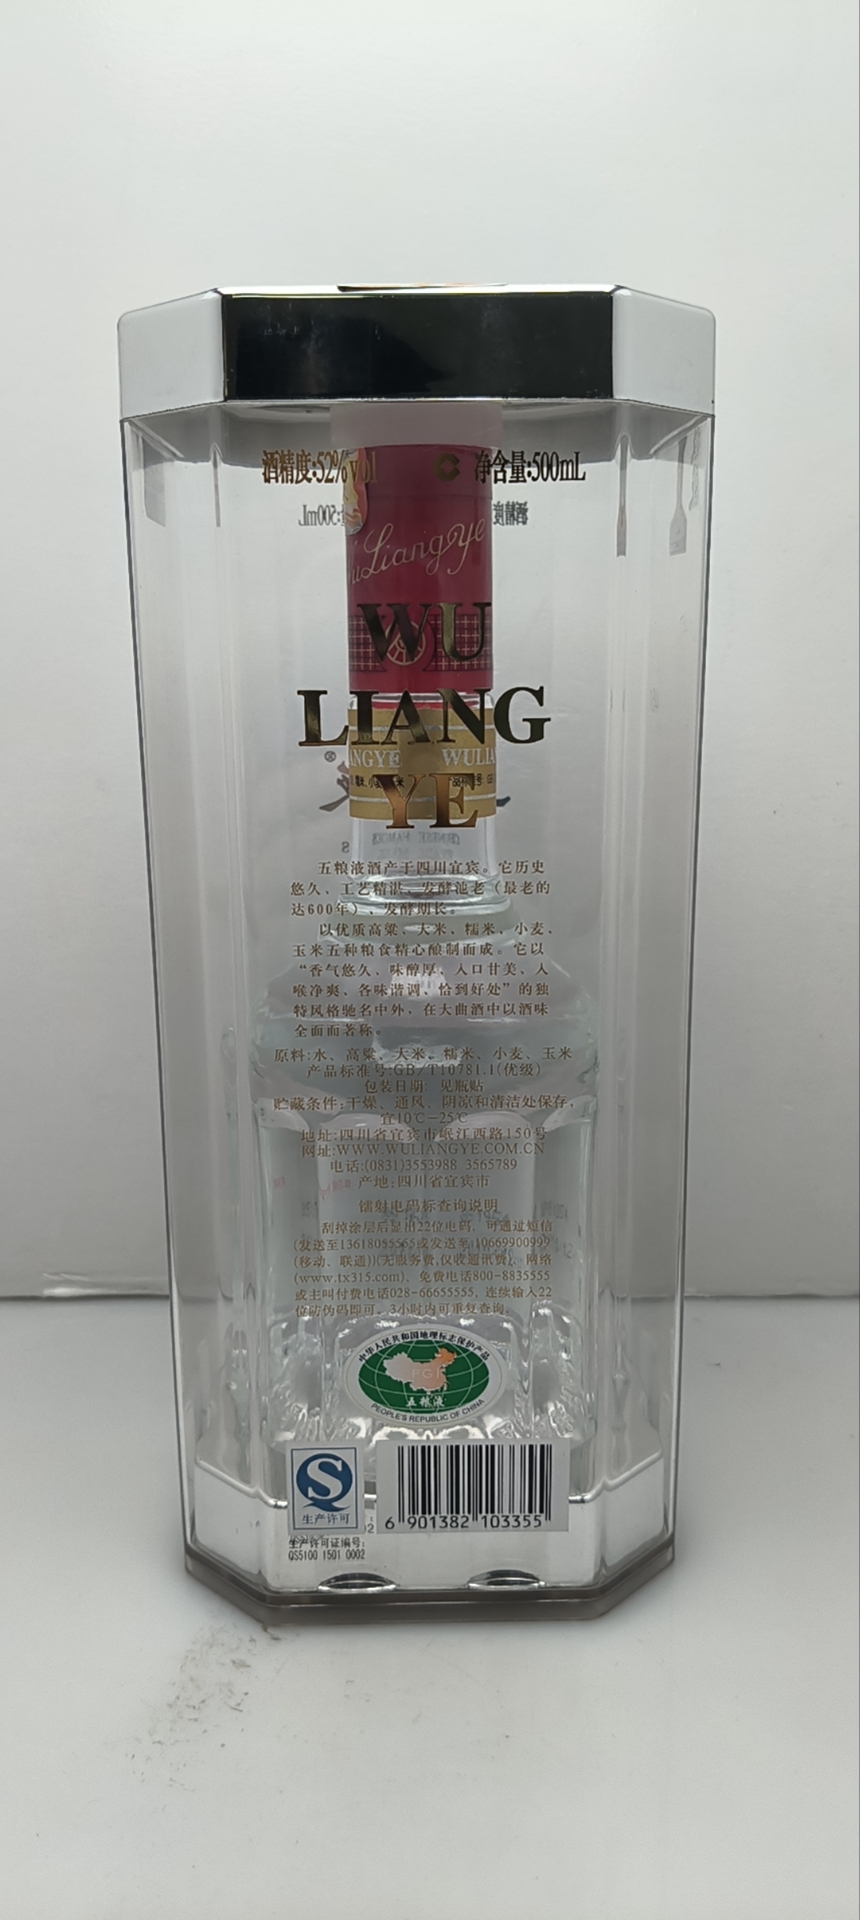 酒精度:52%vol 净含量:500mL
WuLiangye
WU
LIANG
YE
五粮液酒产于四川宜宾。它历史
悠久、工艺精湛、发酵池老（最老的
达600年）、发酵期长。
以优质高粱、大米、糯米、小麦、
玉米五种粮食精心酿制而成。它以
“香气悠久、味醇厚、入口甘美、入
喉净爽、各味谐调、恰到好处”的独
特风格驰名中外，在大曲酒中以酒味
全面而著称。
原料:水、高粱、大米、糯米、小麦、玉米
产品标准号:GB/T10781.1(优级)
包装日期: 见瓶贴
贮藏条件:干燥、通风、阴凉和清洁处保存，
宜10℃-25℃
地址:四川省宜宾市岷江西路150号
网址:WWW.WULIANGYE.COM.CN
电话:(0831)3553988 3565789
产地:四川省宜宾市
镭射电码标查询说明
刮掉涂层后显出22位电码，可通过短信
(发送至13618055565或发送至:10669900999
(移动、联通))(无服务费,仅收通讯费)、网络
(www.tx315.com)、免费电话800-8835555
或主叫付费电话028-66655555，连续输入22
位防伪码即可，3小时内可重复查询。
中华人民共和国地理标志保护产品
PGI
五粮液
PEOPLE'S REPUBLIC OF CHINA
生产许可
6 901382 103355
生产许可证编号:
QS5100 1501 0002